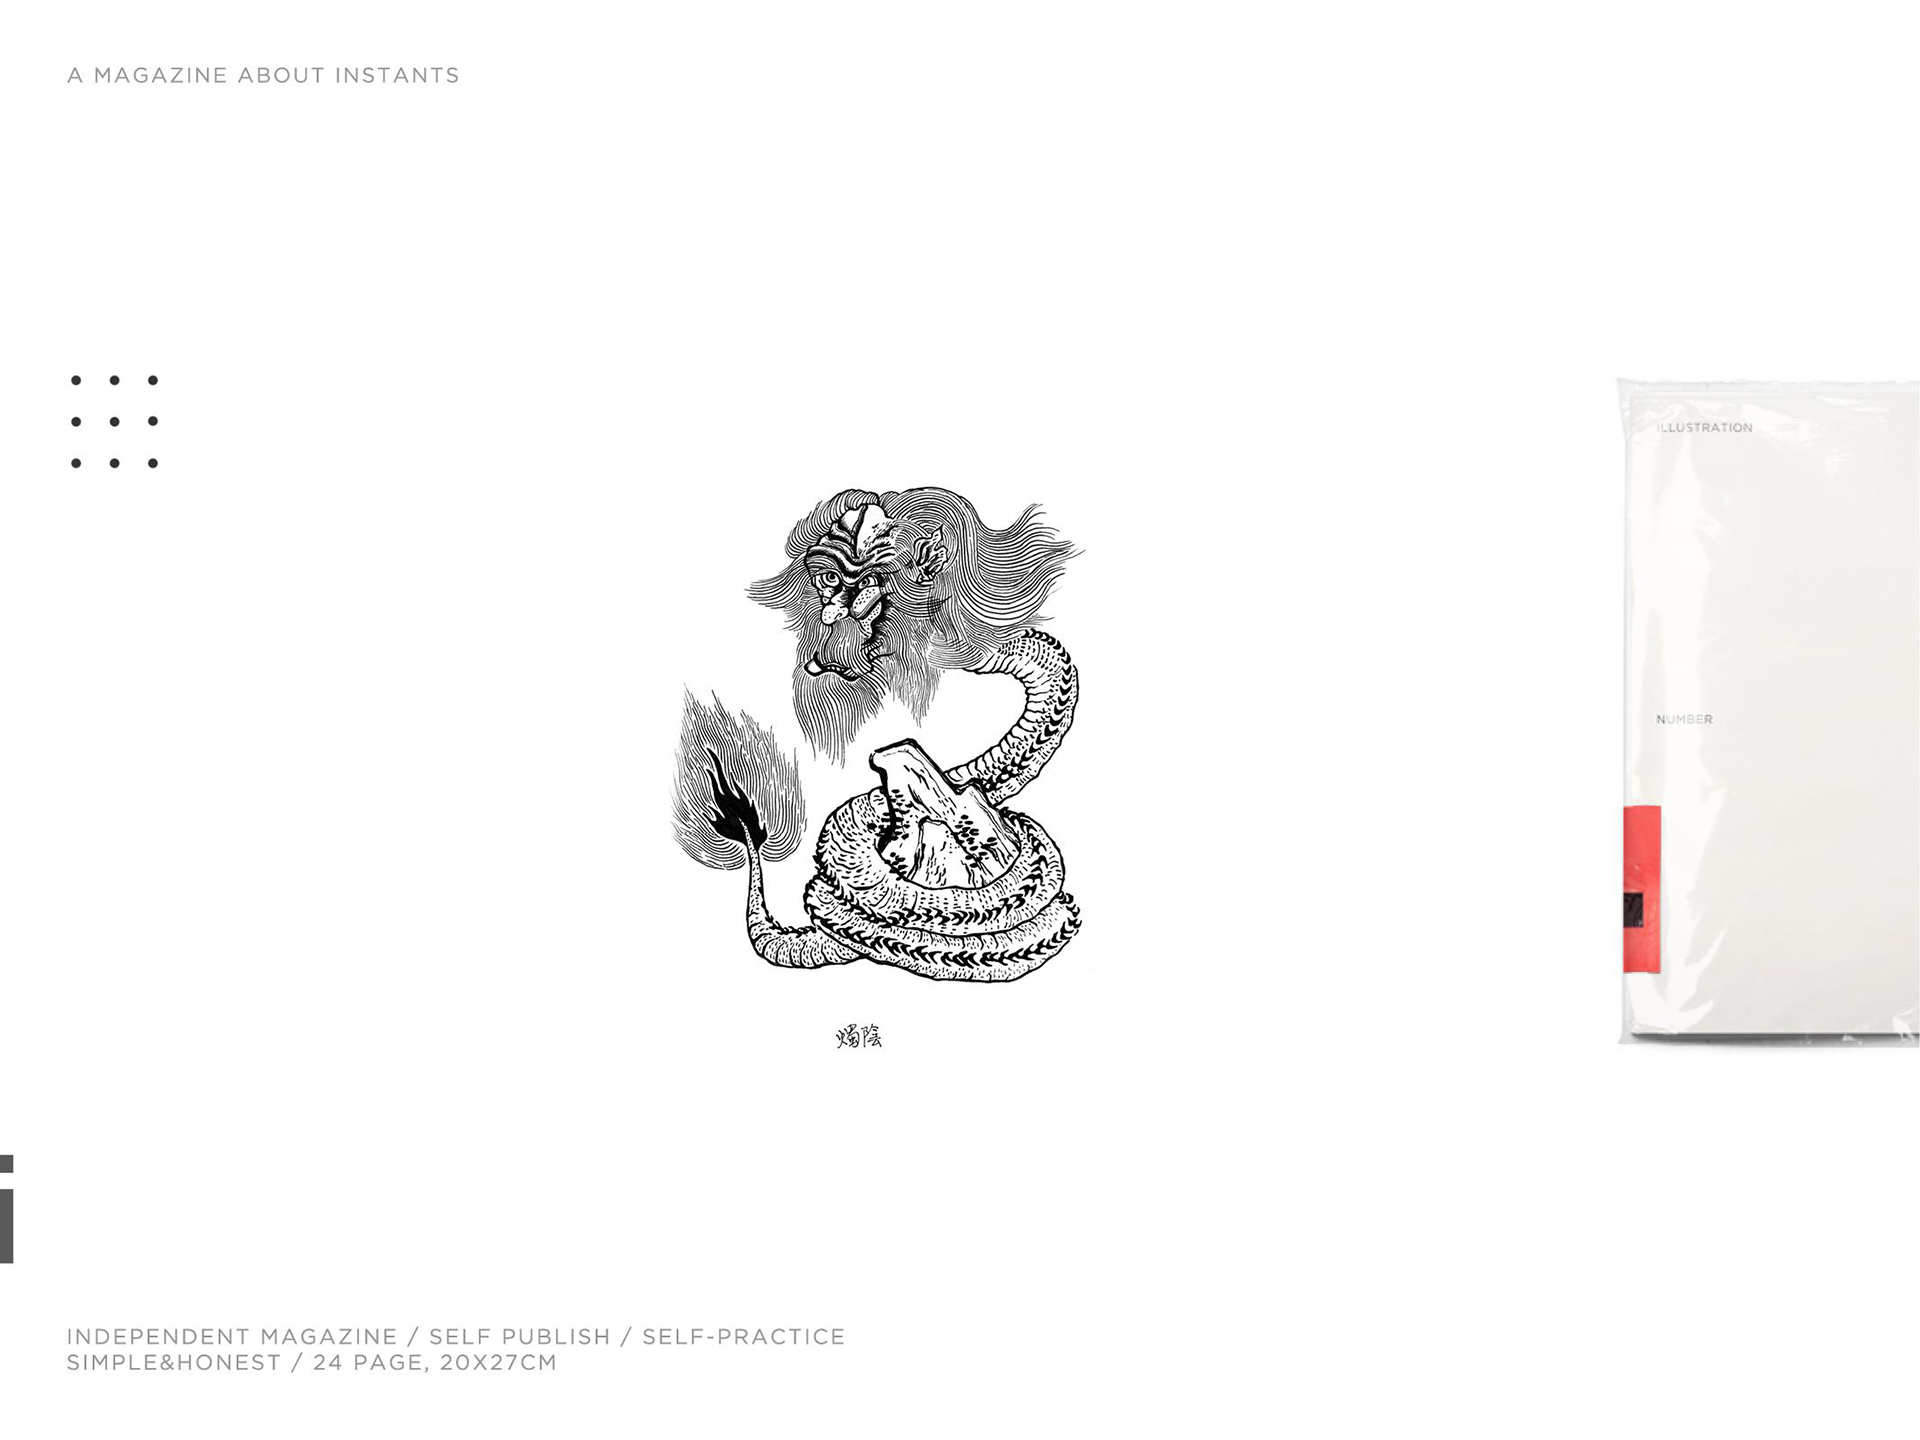 A MAGAZINE ABOUT INSTANTS
ILLUSTRATION
NUMBER
燭陰
i
INDEPENDENT MAGAZINE / SELF PUBLISH / SELF-PRACTICE
SIMPLE&HONEST / 24 PAGE, 20X27CM